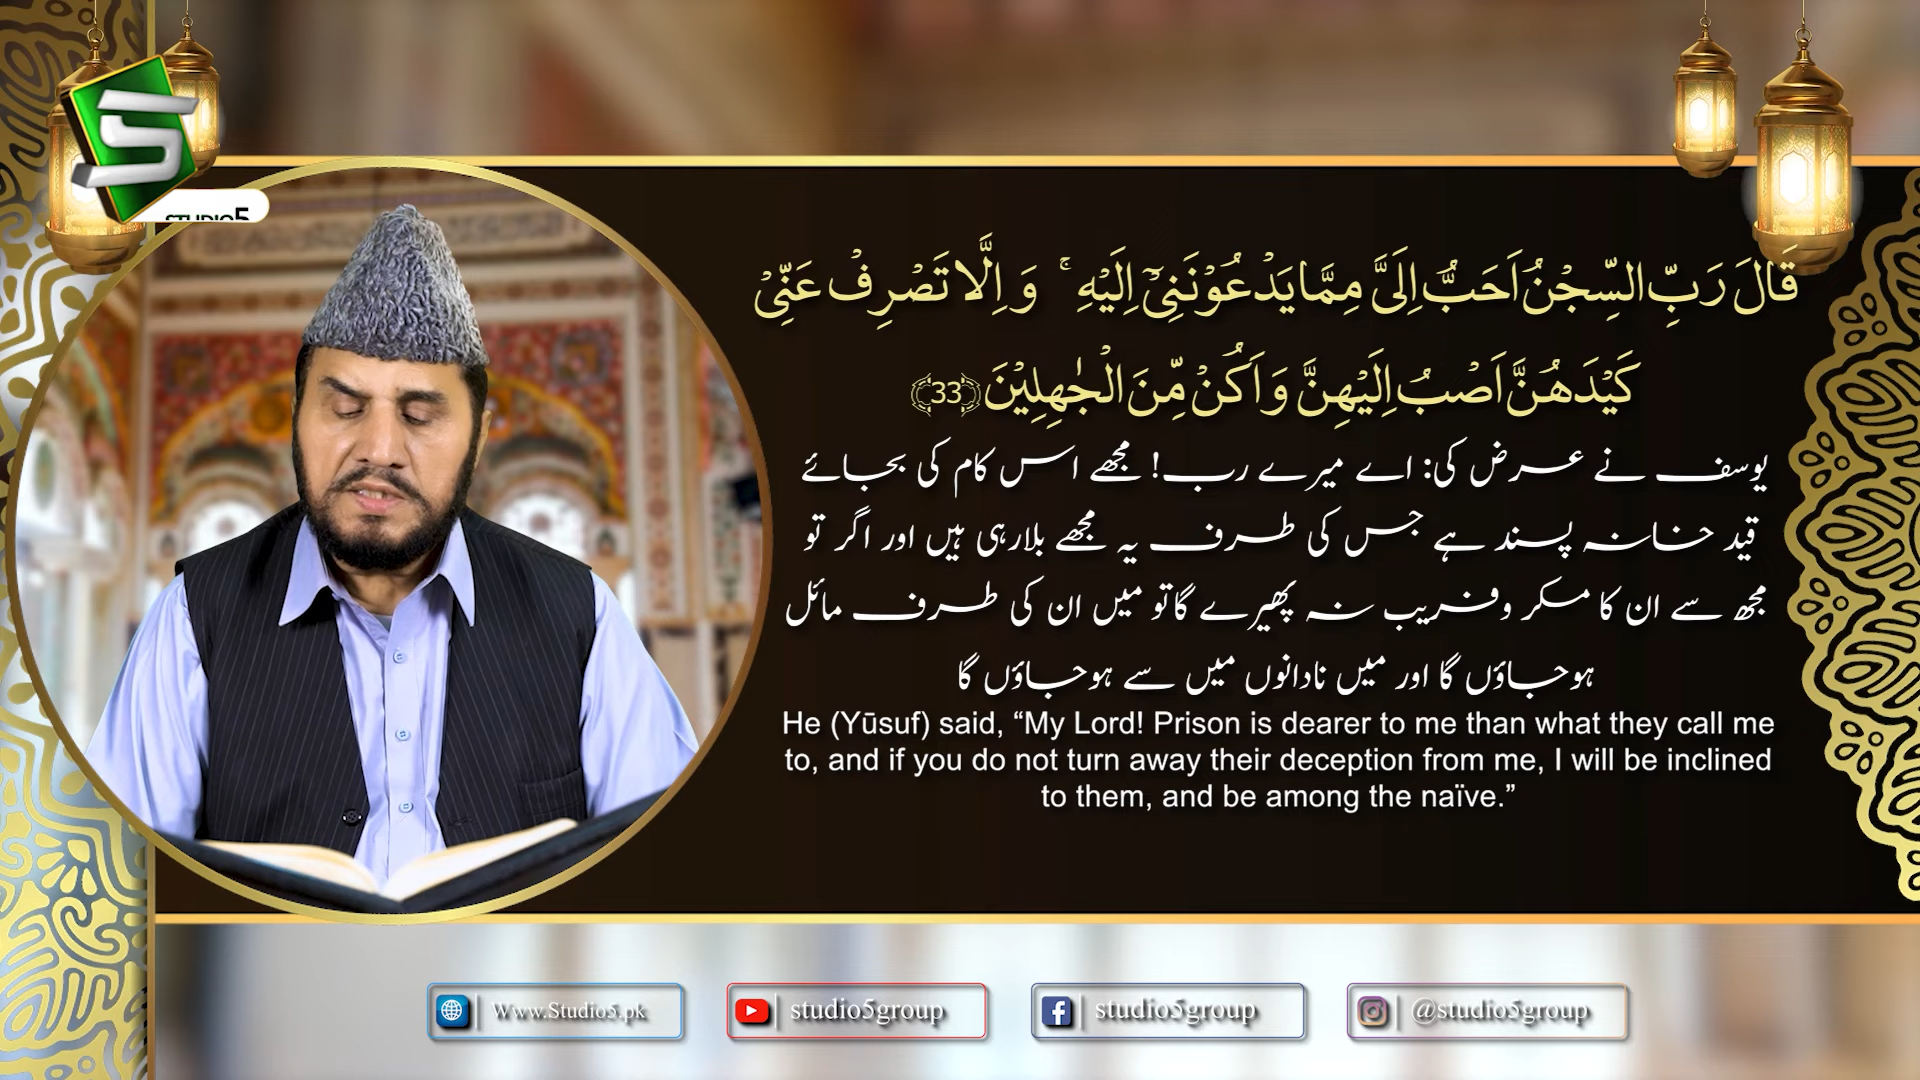 STUDIO5
قَالَ رَبِّ السِّجْنُ اَحَبُّ اِلَیَّ مِمَّا یَدْعُوْنَنِیْۤ اِلَیْهِ ۚ وَ اِلَّا تَصْرِفْ عَنِّیْ
كَیْدَهُنَّ اَصْبُ اِلَیْهِنَّ وَ اَكُنْ مِّنَ الْجٰهِلِیْنَ ﴿33﴾
یوسف نے عرض کی: اے میرے رب! مجھے اس کام کی بجائے
قید خانہ پسند ہے جس کی طرف یہ مجھے بلارہی ہیں اور اگر تو
مجھ سے ان کا مکر وفریب نہ پھیرے گا تو میں ان کی طرف مائل
ہوجاؤں گا اور میں نادانوں میں سے ہوجاؤں گا
He (Yūsuf) said, “My Lord! Prison is dearer to me than what they call me
to, and if you do not turn away their deception from me, I will be inclined
to them, and be among the naïve.”
Www.Studio5.pk
studio5group
studio5group
@studio5group